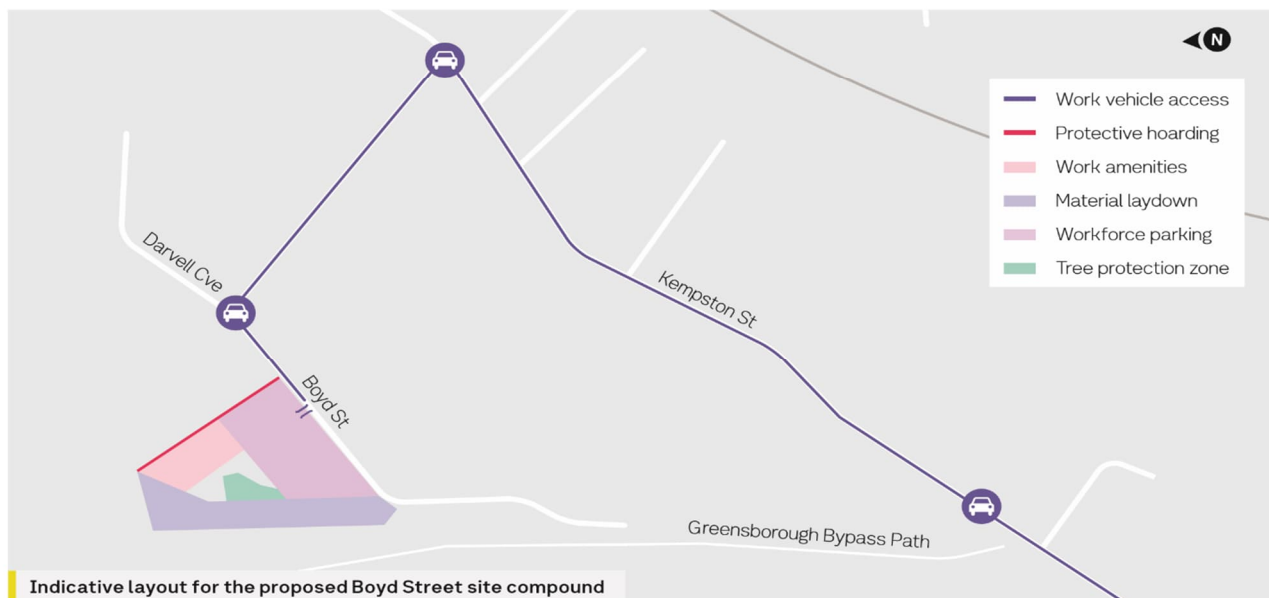 N
Work vehicle access
Protective hoarding
Work amenities
Material laydown
Workforce parking
Tree protection zone
Darvell Cve
Kempston St
Boyd St
Greensborough Bypass Path
Indicative layout for the proposed Boyd Street site compound